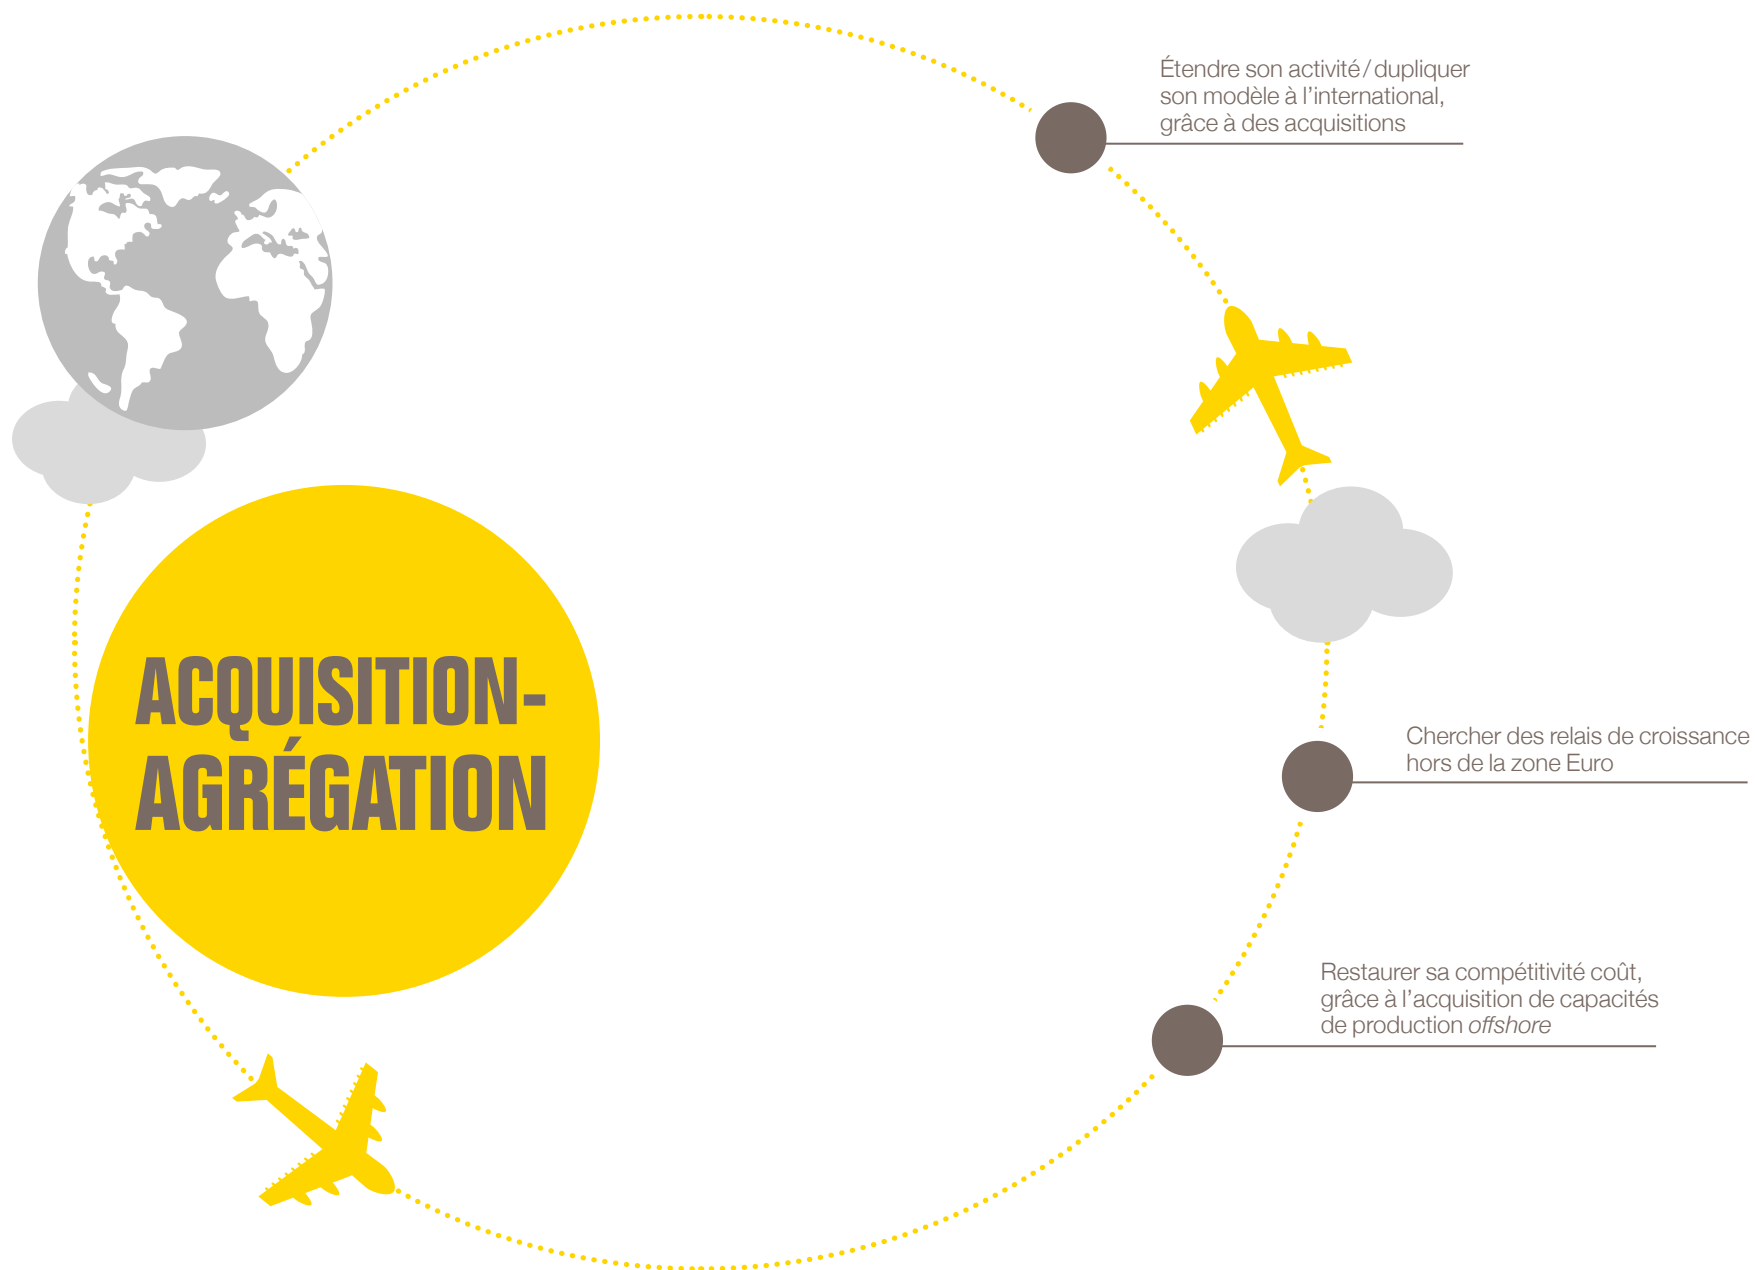 Étendre son activité / dupliquer
son modèle à l'international,
grâce à des acquisitions
ACQUISITION-
AGRÉGATION
Chercher des relais de croissance
hors de la zone Euro
Restaurer sa compétitivité coût,
grâce à l'acquisition de capacités
de production offshore